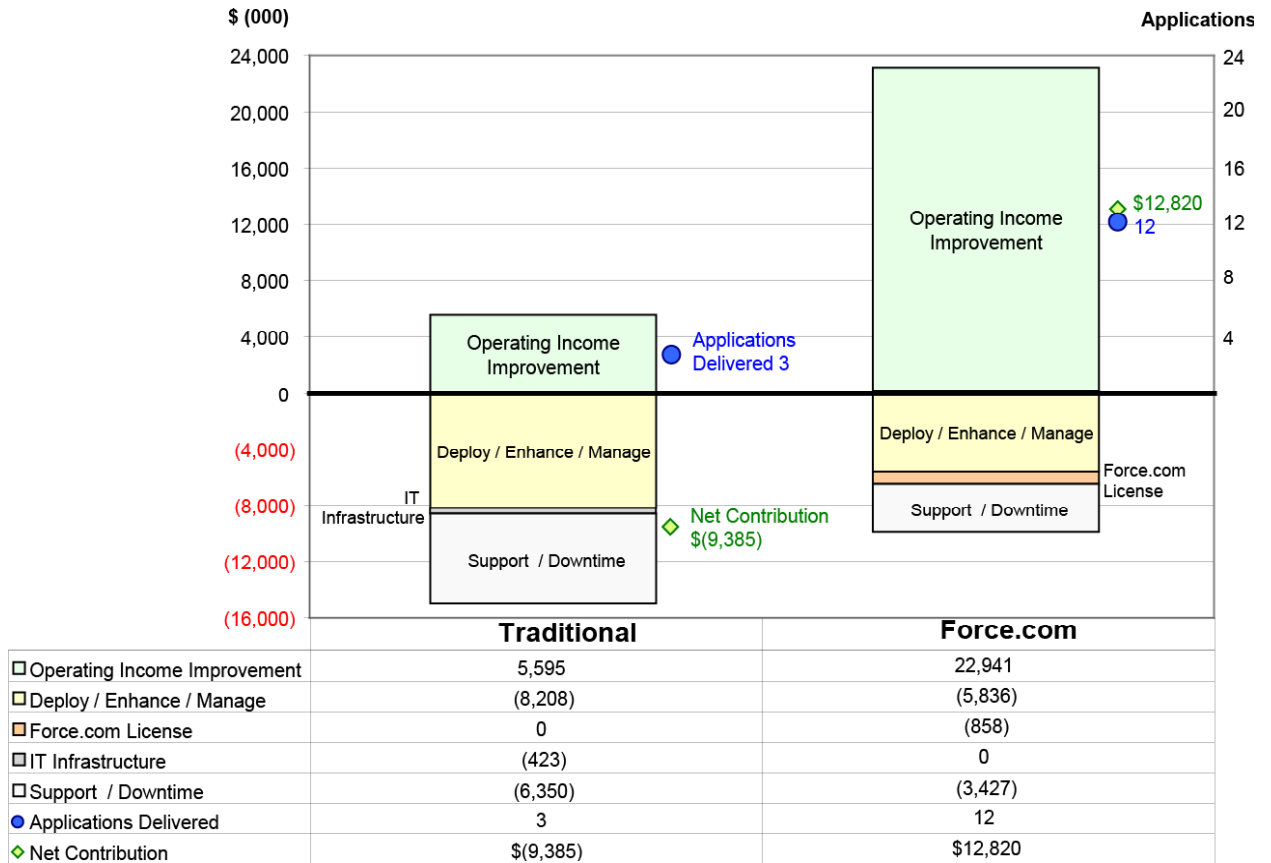 $ (000)
Applications
24,000
24
20,000
20
16,000
16
12,000
12
8,000
8
4,000
4
0
(4,000)
(8,000)
(12,000)
(16,000)
Operating Income
Improvement
Applications
Delivered 3
Deploy / Enhance / Manage
IT
Infrastructure
Net Contribution
$(9,385)
Support / Downtime
Operating Income
Improvement
$12,820
12
Deploy / Enhance / Manage
Force.com
License
Support / Downtime
Traditional Force.com
Operating Income Improvement 5,595 22,941
Deploy / Enhance / Manage (8,208) (5,836)
Force.com License 0 (858)
IT Infrastructure (423) 0
Support / Downtime (6,350) (3,427)
Applications Delivered 3 12
Net Contribution $(9,385) $12,820